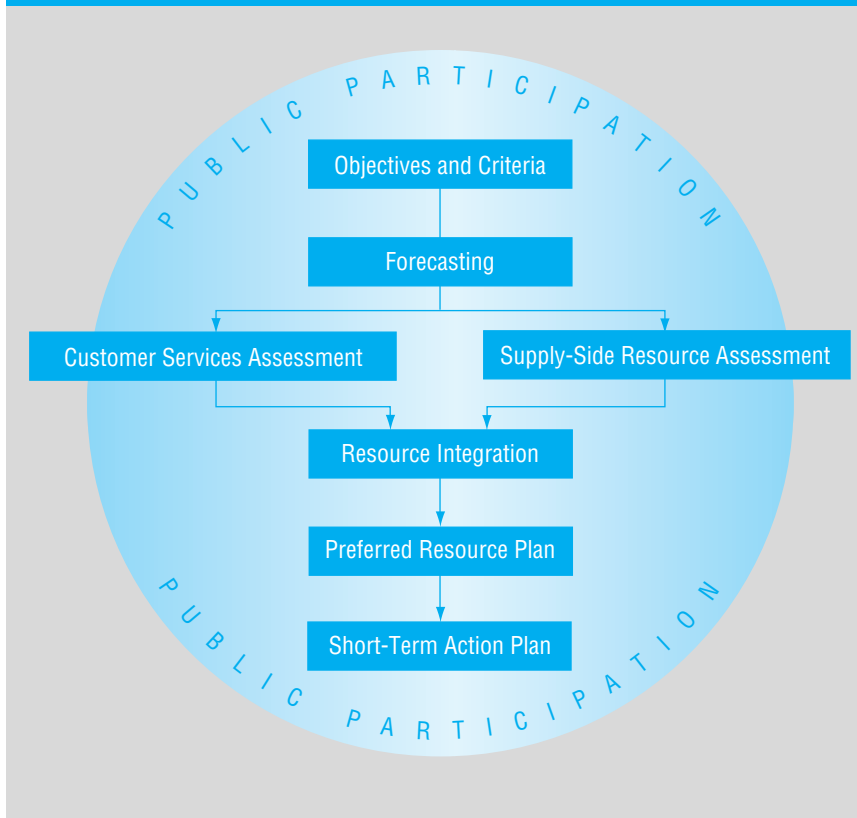 PUBLIC PARTICIPATION
Objectives and Criteria
Forecasting
Customer Services Assessment
Supply-Side Resource Assessment
Resource Integration
Preferred Resource Plan
Short-Term Action Plan
PUBLIC PARTICIPATION